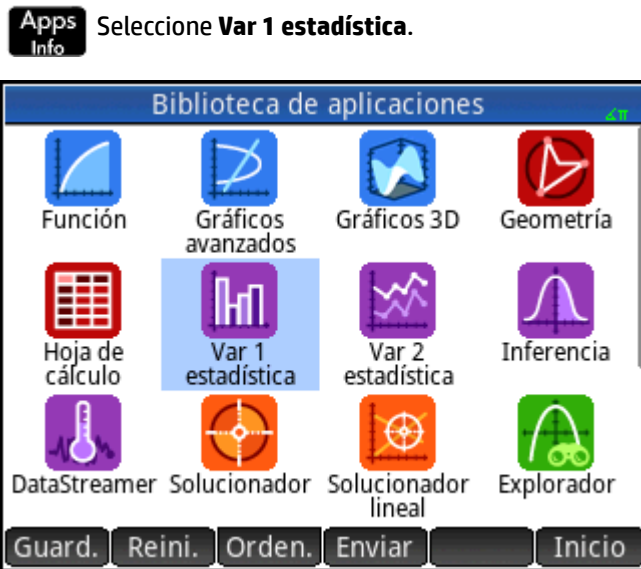 Apps
Info
Seleccione Var 1 estadística.
Biblioteca de aplicaciones
∡π
Función
Gráficos
avanzados
Gráficos 3D
Geometría
Hoja de
cálculo
Var 1
estadística
Var 2
estadística
Inferencia
DataStreamer
Solucionador
Solucionador
lineal
Explorador
Guard.
Reini.
Orden.
Enviar
Inicio